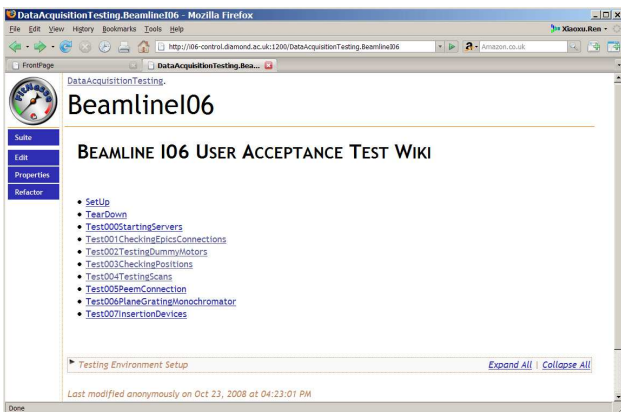 DataAcquisitionTesting.BeamlineI06 - Mozilla Firefox
File Edit View History Bookmarks Tools Help Xiaoxu.Ren
http://i06-control.diamond.ac.uk:1200/DataAcquisitionTesting.BeamlineI06 Amazon.co.uk
FrontPage DataAcquisitionTesting.Bea...
DataAcquisitionTesting.
FitNesse
BeamlineI06
Suite
Edit
Properties
Refactor
BEAMLINE I06 USER ACCEPTANCE TEST WIKI
SetUp
TearDown
Test000StartingServers
Test001CheckingEpicsConnections
Test002TestingDummyMotors
Test003CheckingPositions
Test004TestingScans
Test005PeemConnection
Test006PlaneGratingMonochromator
Test007InsertionDevices
Testing Environment Setup Expand All | Collapse All
Last modified anonymously on Oct 23, 2008 at 04:23:01 PM
Done